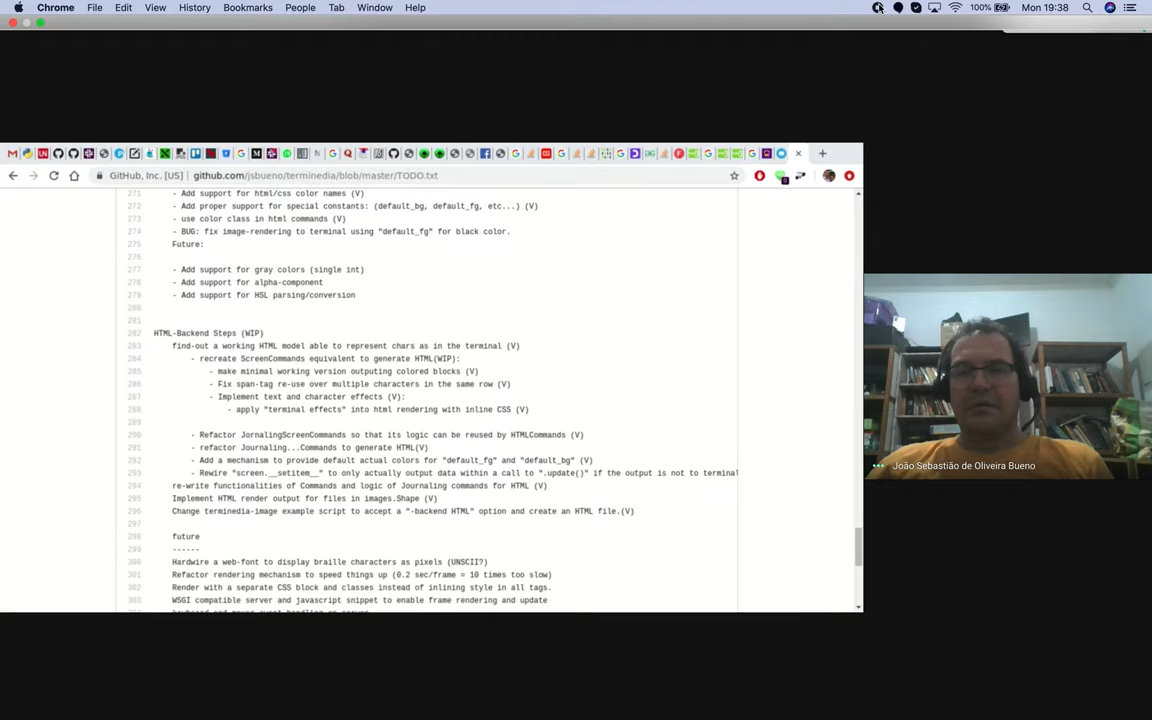 Chrome File Edit View History Bookmarks People Tab Window Help 100% Mon 19:38
GitHub, Inc. [US] github.com/jsbueno/terminedia/blob/master/TODO.txt
271 - Add support for html/css color names (V)
272 - Add proper support for special constants: (default_bg, default_fg, etc...) (V)
273 - use color class in html commands (V)
274 - BUG: fix image-rendering to terminal using "default_fg" for black color.
275 Future:
276
277 - Add support for gray colors (single int)
278 - Add support for alpha-component
279 - Add support for HSL parsing/conversion
280
281
282 HTML-Backend Steps (WIP)
283 find-out a working HTML model able to represent chars as in the terminal (V)
284 - recreate ScreenCommands equivalent to generate HTML(WIP):
285 - make minimal working version outputing colored blocks (V)
286 - Fix span-tag re-use over multiple characters in the same row (V)
287 - Implement text and character effects (V):
288 - apply "terminal effects" into html rendering with inline CSS (V)
289
290 - Refactor JornalingScreenCommands so that its logic can be reused by HTMLCommands (V)
291 - refactor Journaling...Commands to generate HTML(V)
292 - Add a mechanism to provide default actual colors for "default_fg" and "default_bg" (V)
293 - Rewire "screen.__setitem__" to only actually output data within a call to ".update()" if the output is not to terminal
294 re-write functionalities of Commands and logic of Journaling commands for HTML (V)
295 Implement HTML render output for files in images.Shape (V)
296 Change terminedia-image example script to accept a "-backend HTML" option and create an HTML file.(V)
297
298 future
299 ------
300 Hardwire a web-font to display braille characters as pixels (UNSCII?)
301 Refactor rendering mechanism to speed things up (0.2 sec/frame = 10 times too slow)
302 Render with a separate CSS block and classes instead of inlining style in all tags.
303 WSGI compatible server and javascript snippet to enable frame rendering and update
João Sebastião de Oliveira Bueno